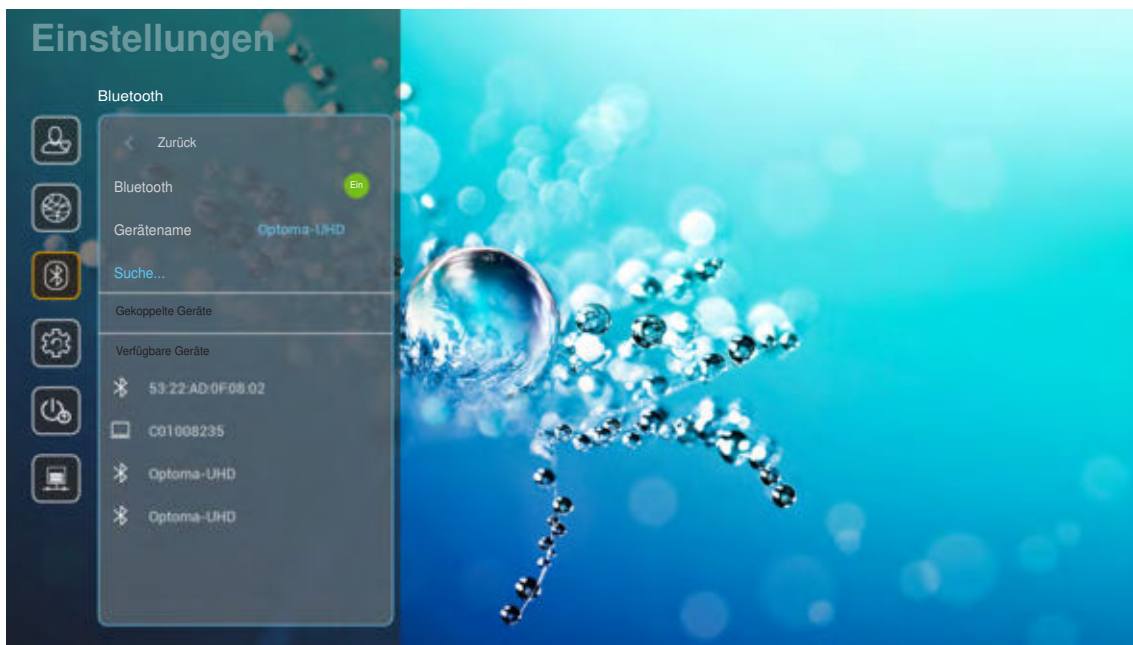 Einstellungen
Bluetooth
Zurück
Bluetooth Ein
Gerätename Optoma-UHD
Suche...
Gekoppelte Geräte
Verfügbare Geräte
53:22:AD:0F:08:02
C01008235
Optoma-UHD
Optoma-UHD